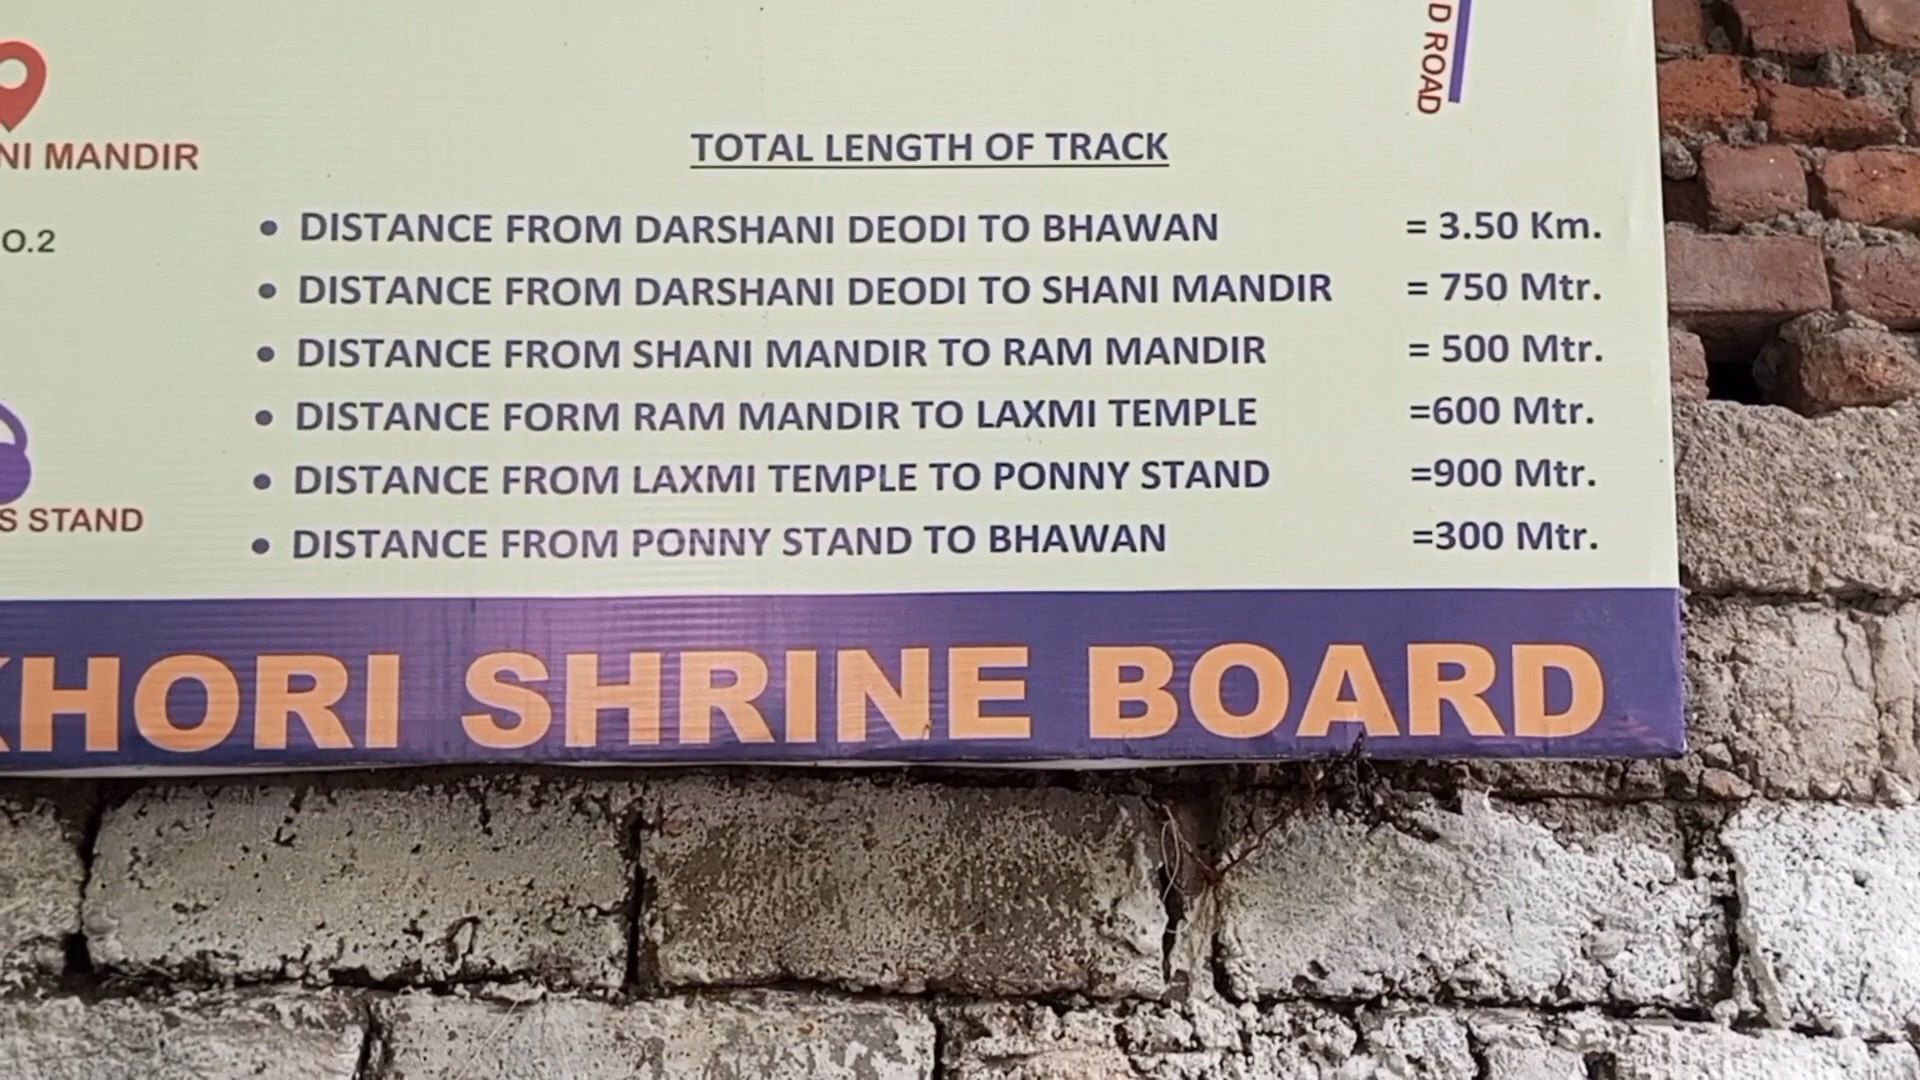 D ROAD
NI MANDIR
TOTAL LENGTH OF TRACK
O.2
• DISTANCE FROM DARSHANI DEODI TO BHAWAN = 3.50 Km.
• DISTANCE FROM DARSHANI DEODI TO SHANI MANDIR = 750 Mtr.
• DISTANCE FROM SHANI MANDIR TO RAM MANDIR = 500 Mtr.
• DISTANCE FORM RAM MANDIR TO LAXMI TEMPLE =600 Mtr.
• DISTANCE FROM LAXMI TEMPLE TO PONNY STAND =900 Mtr.
S STAND
• DISTANCE FROM PONNY STAND TO BHAWAN =300 Mtr.
KHORI SHRINE BOARD